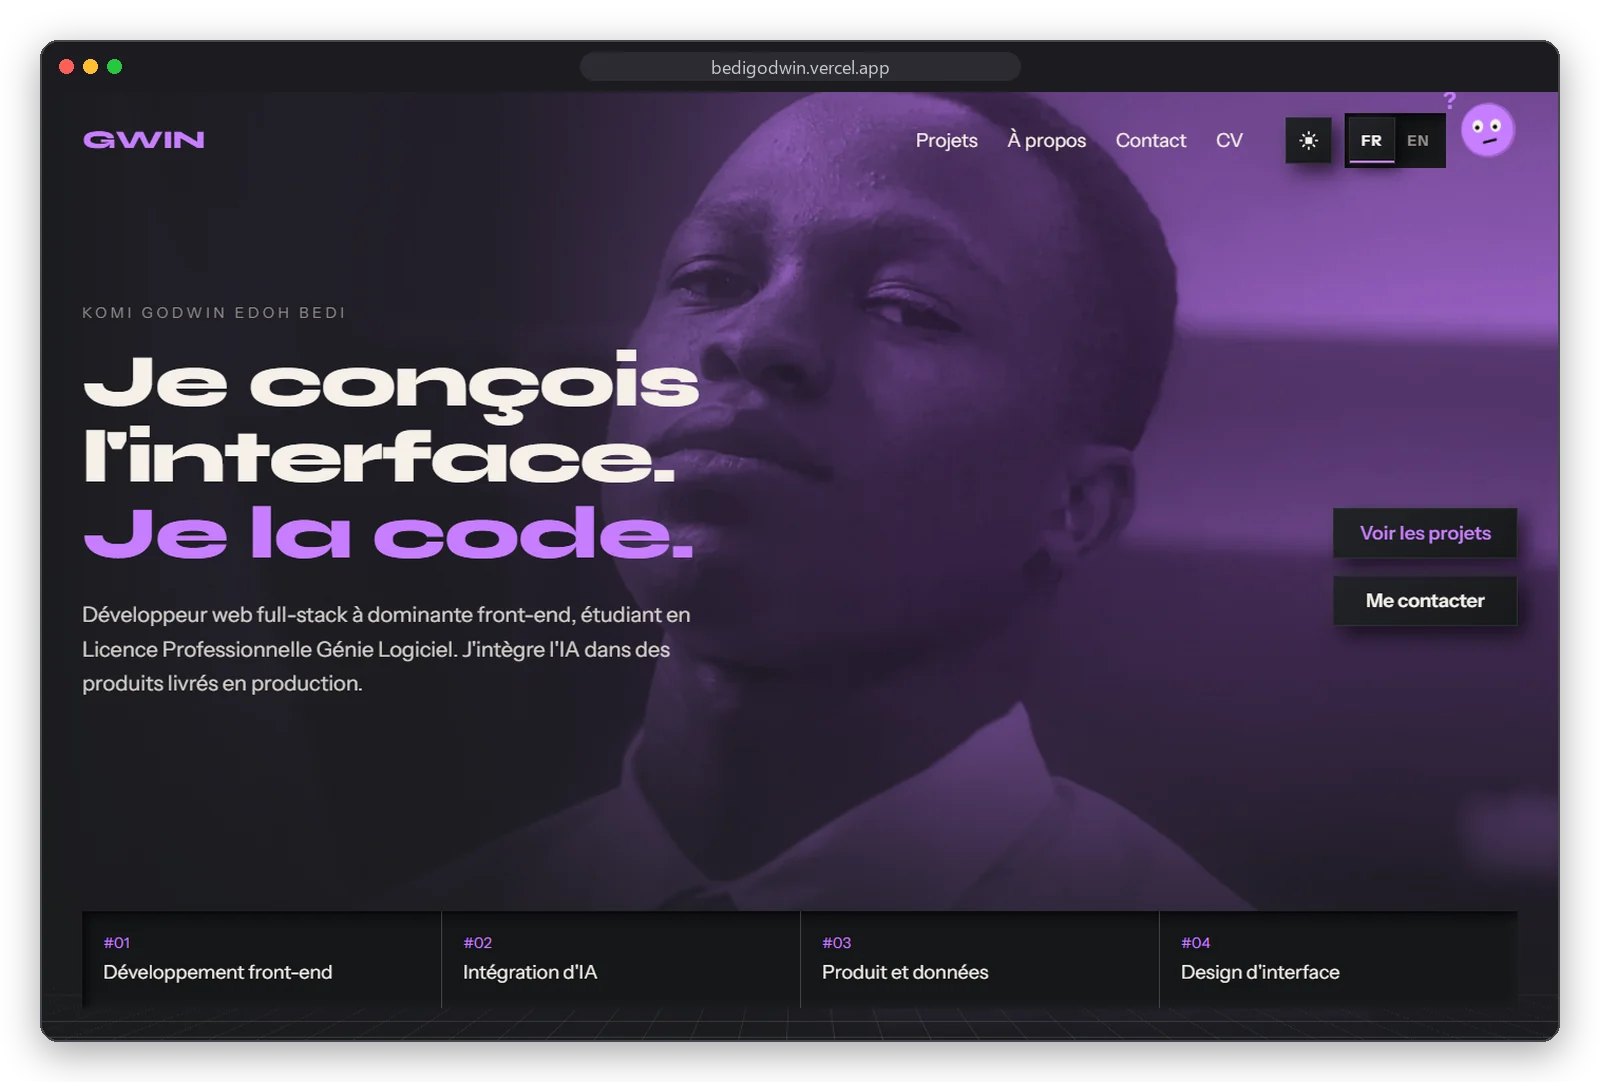 bedigodwin.vercel.app
GWIN
Projets
À propos
Contact
CV
FR
EN
?
KOMI GODWIN EDOH BEDI
Je conçois
l'interface.
Je la code.
Développeur web full-stack à dominante front-end, étudiant en
Licence Professionnelle Génie Logiciel. J'intègre l'IA dans des
produits livrés en production.
Voir les projets
Me contacter
#01
Développement front-end
#02
Intégration d'IA
#03
Produit et données
#04
Design d'interface